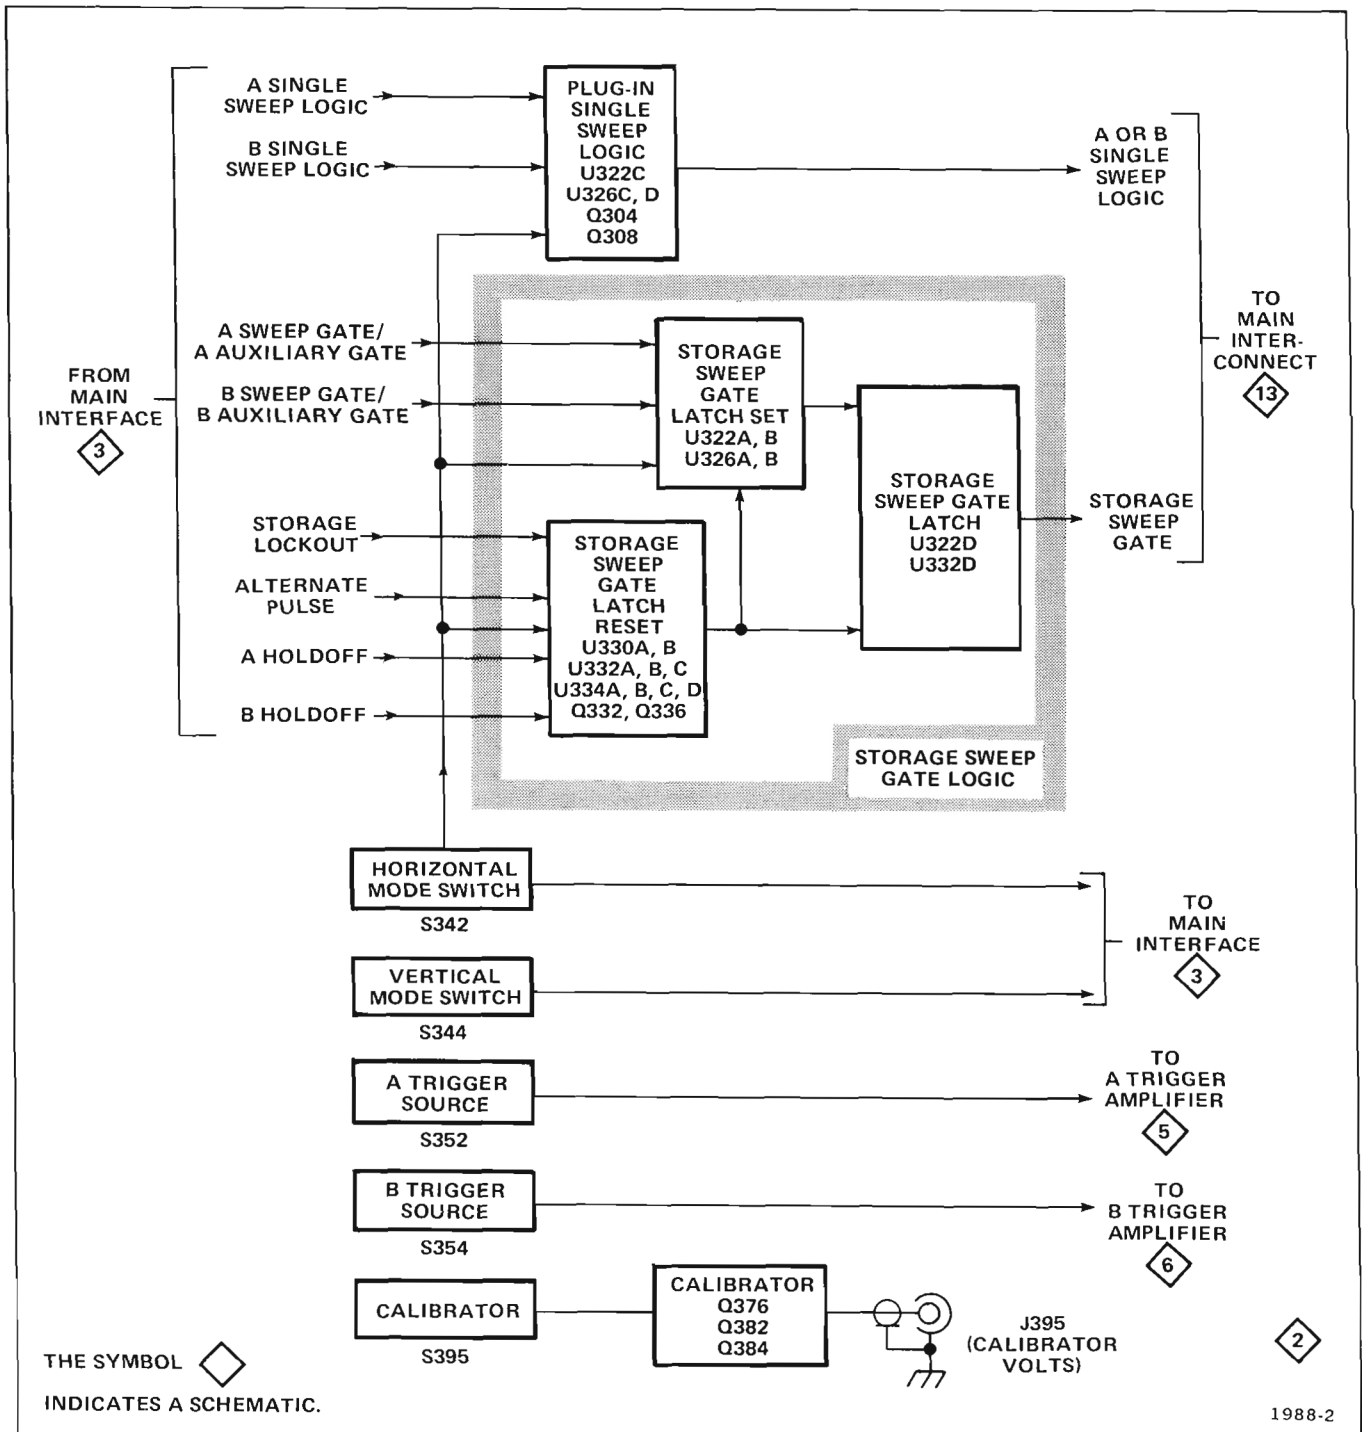 A SINGLE
SWEEP LOGIC
B SINGLE
SWEEP LOGIC
PLUG-IN
SINGLE
SWEEP
LOGIC
U322C
U326C, D
Q304
Q308
A OR B
SINGLE
SWEEP
LOGIC
FROM
MAIN
INTERFACE
3
A SWEEP GATE/
A AUXILIARY GATE
B SWEEP GATE/
B AUXILIARY GATE
STORAGE
LOCKOUT
ALTERNATE
PULSE
A HOLDOFF
B HOLDOFF
STORAGE
SWEEP
GATE
LATCH SET
U322A, B
U326A, B
STORAGE
SWEEP
GATE
LATCH
RESET
U330A, B
U332A, B, C
U334A, B, C, D
Q332, Q336
STORAGE
SWEEP GATE
LATCH
U322D
U332D
STORAGE SWEEP
GATE LOGIC
TO
MAIN
INTER-
CONNECT
13
STORAGE
SWEEP
GATE
HORIZONTAL
MODE SWITCH
S342
VERTICAL
MODE SWITCH
S344
TO
MAIN
INTERFACE
3
A TRIGGER
SOURCE
S352
TO
A TRIGGER
AMPLIFIER
5
B TRIGGER
SOURCE
S354
TO
B TRIGGER
AMPLIFIER
6
CALIBRATOR
S395
CALIBRATOR
Q376
Q382
Q384
J395
(CALIBRATOR
VOLTS)
2
THE SYMBOL
INDICATES A SCHEMATIC.
1988-2